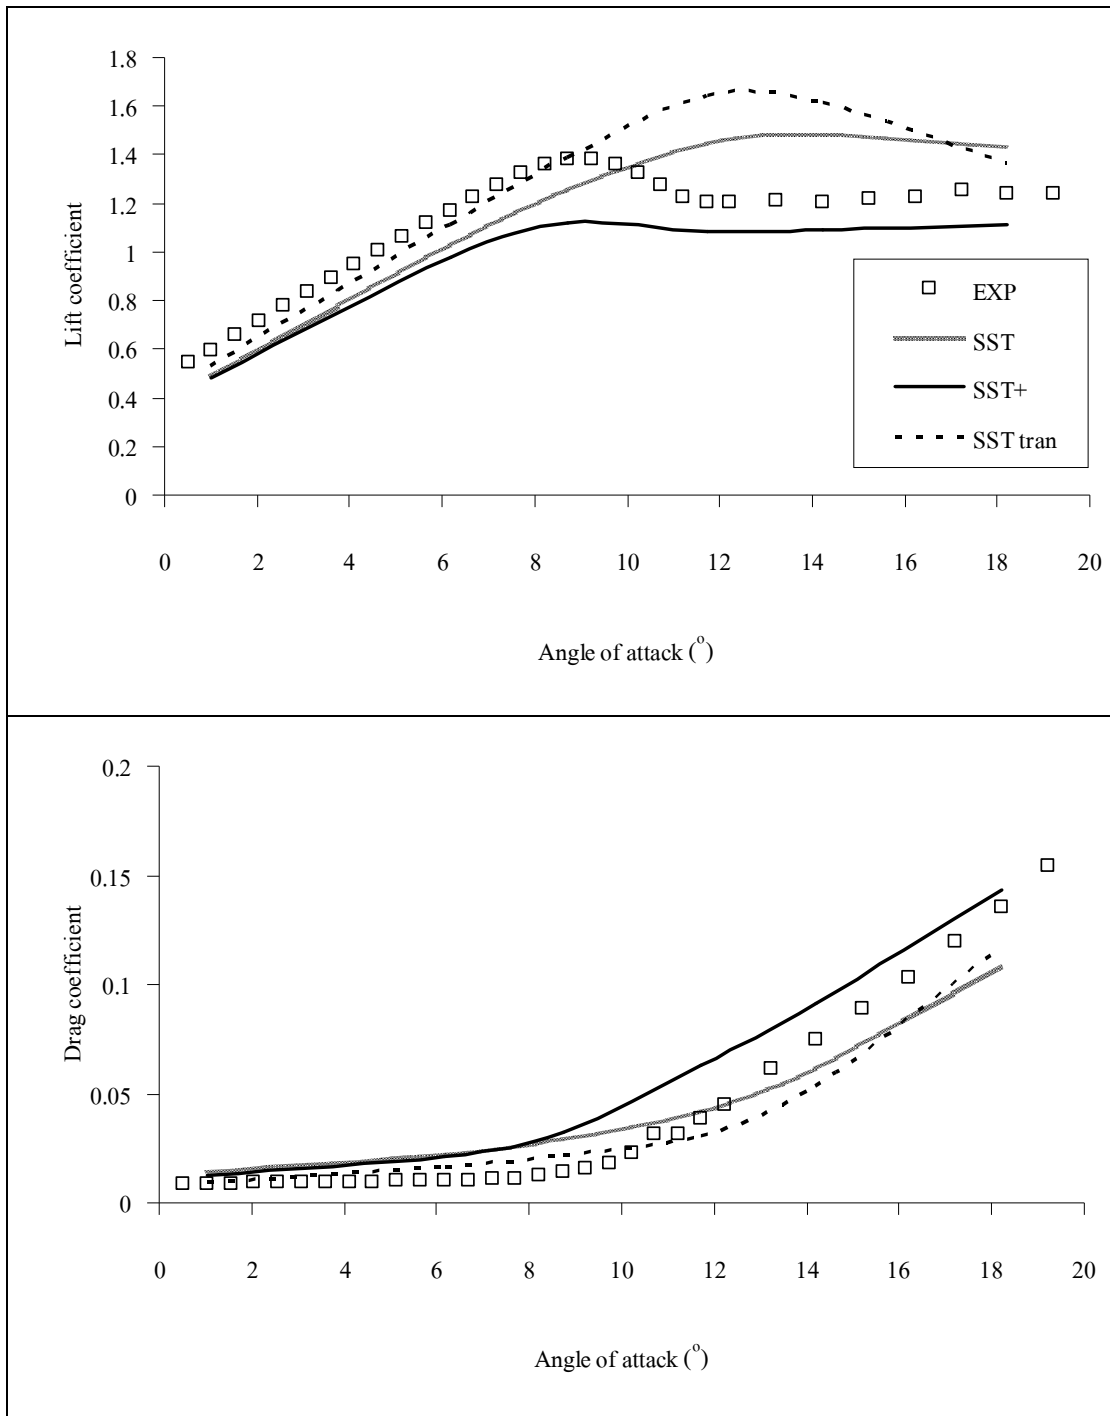 1.8
1.6
1.4
1.2
1
0.8
0.6
0.4
0.2
0
Lift coefficient
0 2 4 6 8 10 12 14 16 18 20
Angle of attack (o)
EXP
SST
SST+
SST tran
0.2
0.15
0.1
0.05
0
Drag coefficient
0 2 4 6 8 10 12 14 16 18 20
Angle of attack (o)